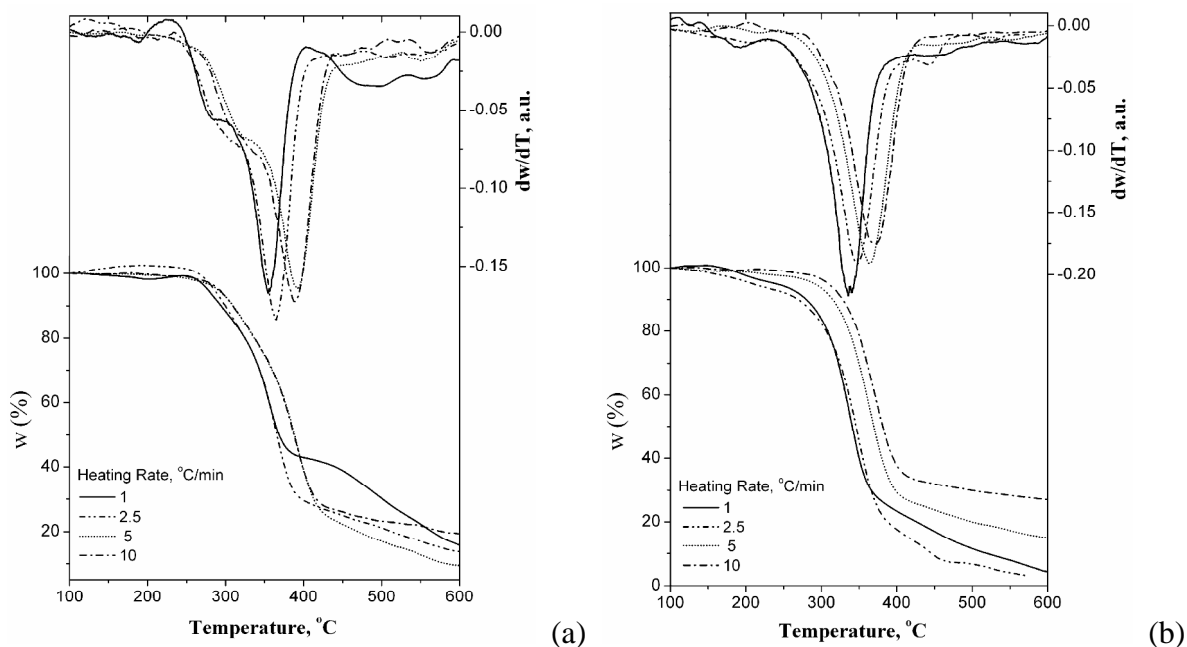 0.00
-0.05
-0.10
-0.15
dw/dT, a.u.
100
80
60
40
20
w (%)
Heating Rate, °C/min
1
2.5
5
10
100 200 300 400 500 600
Temperature, °C
(a)
0.00
-0.05
-0.10
-0.15
-0.20
dw/dT, a.u.
100
80
60
40
20
0
w (%)
Heating Rate, °C/min
1
2.5
5
10
100 200 300 400 500 600
Temperature, °C
(b)